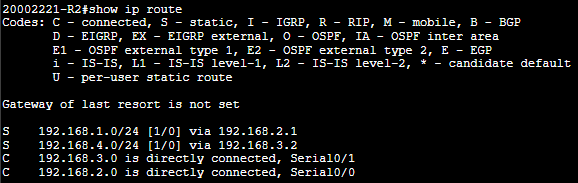 20002221-R2#show ip route
Codes: C - connected, S - static, I - IGRP, R - RIP, M - mobile, B - BGP
D - EIGRP, EX - EIGRP external, O - OSPF, IA - OSPF inter area
E1 - OSPF external type 1, E2 - OSPF external type 2, E - EGP
i - IS-IS, L1 - IS-IS level-1, L2 - IS-IS level-2, * - candidate default
U - per-user static route
Gateway of last resort is not set
S 192.168.1.0/24 [1/0] via 192.168.2.1
S 192.168.4.0/24 [1/0] via 192.168.3.2
C 192.168.3.0 is directly connected, Serial0/1
C 192.168.2.0 is directly connected, Serial0/0